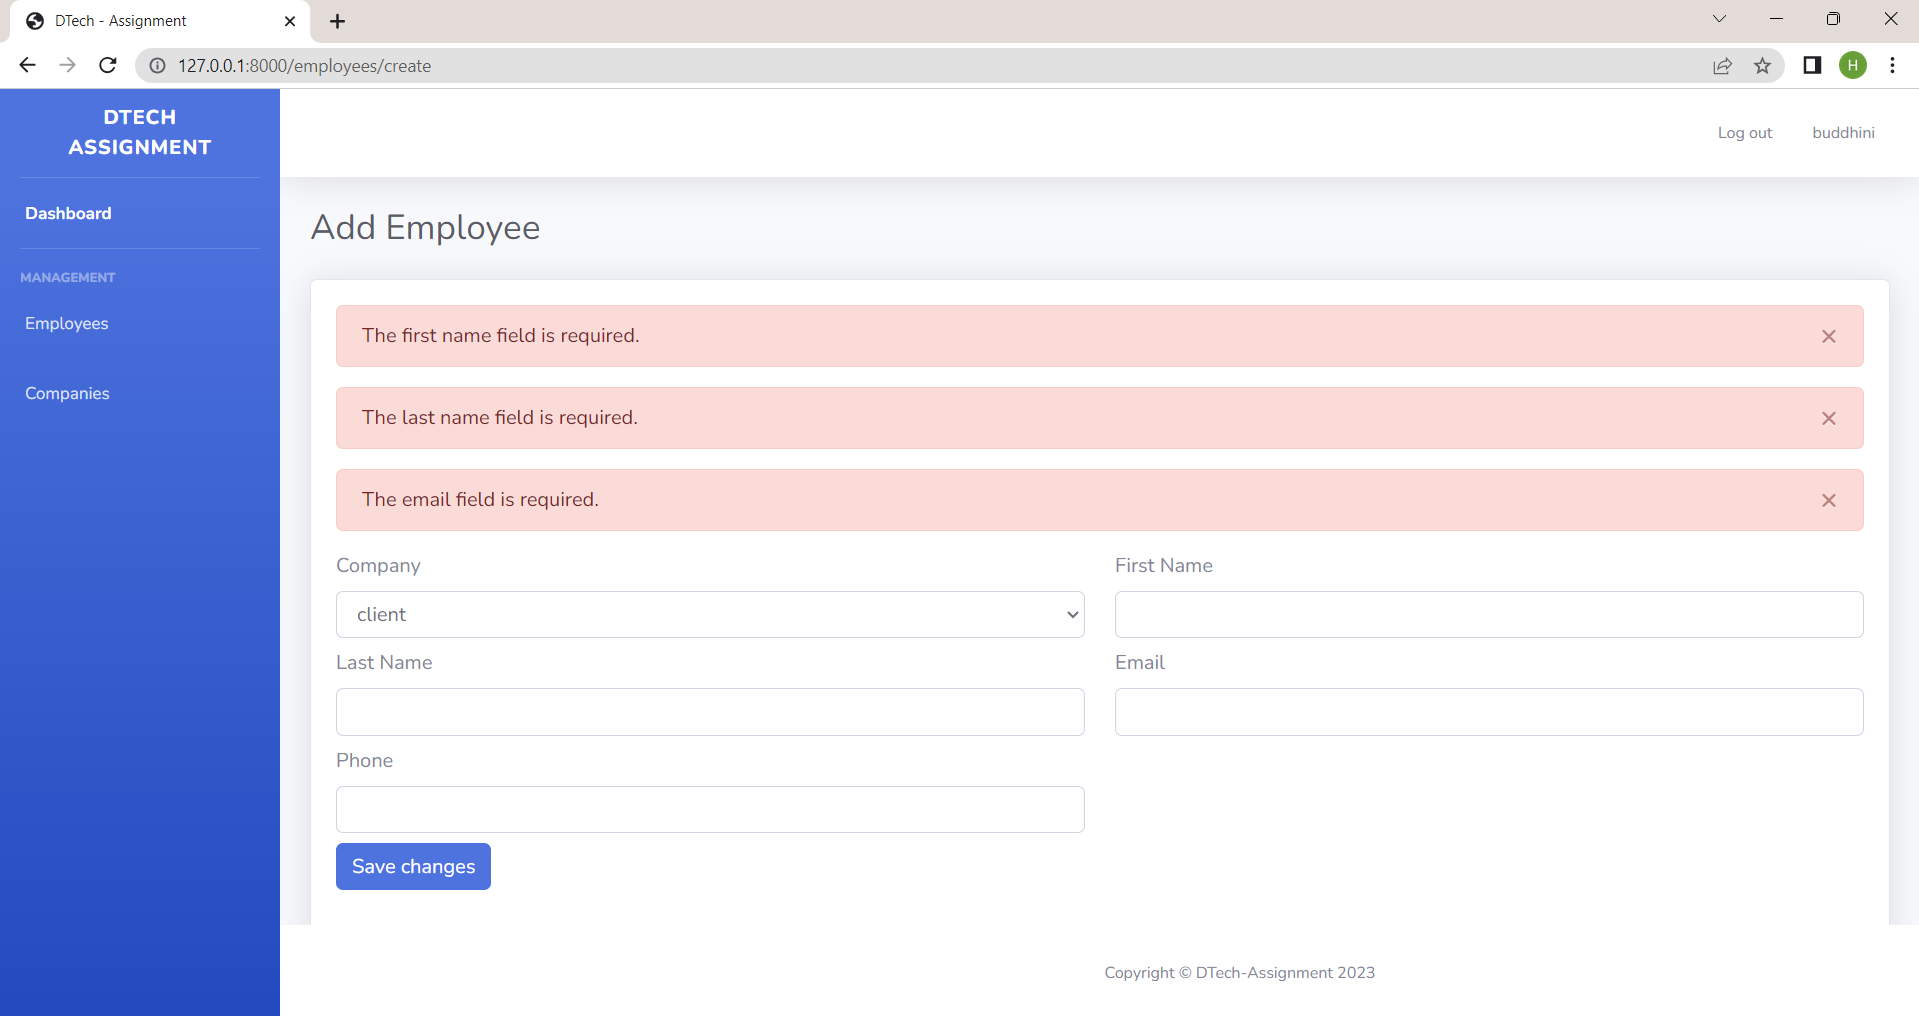 DTech - Assignment
127.0.0.1:8000/employees/create
H
DTECH
ASSIGNMENT
Dashboard
MANAGEMENT
Employees
Companies
Log out buddhini
Add Employee
The first name field is required.
The last name field is required.
The email field is required.
Company First Name
client
Last Name Email
Phone
Save changes
Copyright © DTech-Assignment 2023